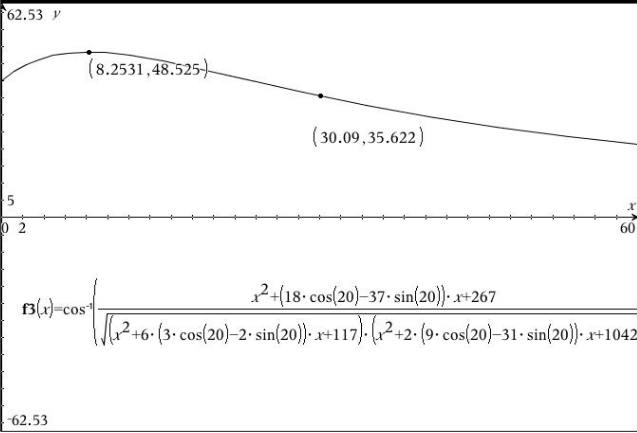 62.53 y
(8.2531,48.525)
(30.09,35.622)
5
x
0 2
60
f3(x)=cos⁻¹(
x²+(18·cos(20)−37·sin(20))·x+267
√((x²+6·(3·cos(20)−2·sin(20))·x+117)·(x²+2·(9·cos(20)−31·sin(20))·x+1042
-62.53